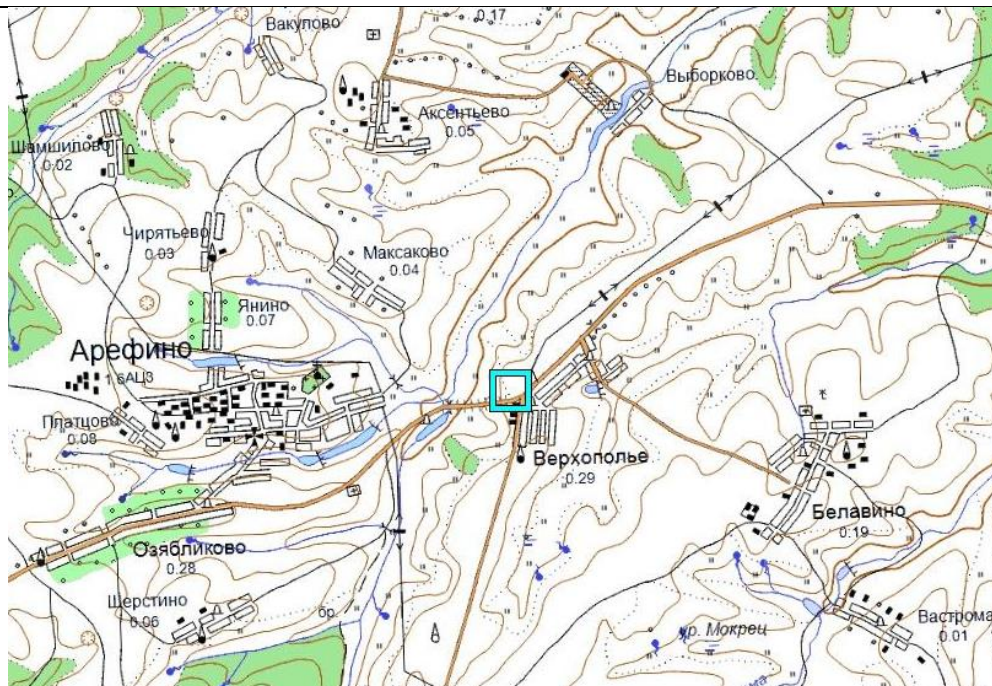 0.17
Вакулово
Выборково
Аксентьево
0.05
Шамшилово
0.02
Чирятьево
0.03
Максаково
0.04
Янино
0.07
Арефино
1.6АЦЗ
Платцово
0.08
Верхополье
0.29
Белавино
0.19
Озябликово
0.28
Шерстино
0.06
бр.
ур. Мокрец
Вастрома
0.01